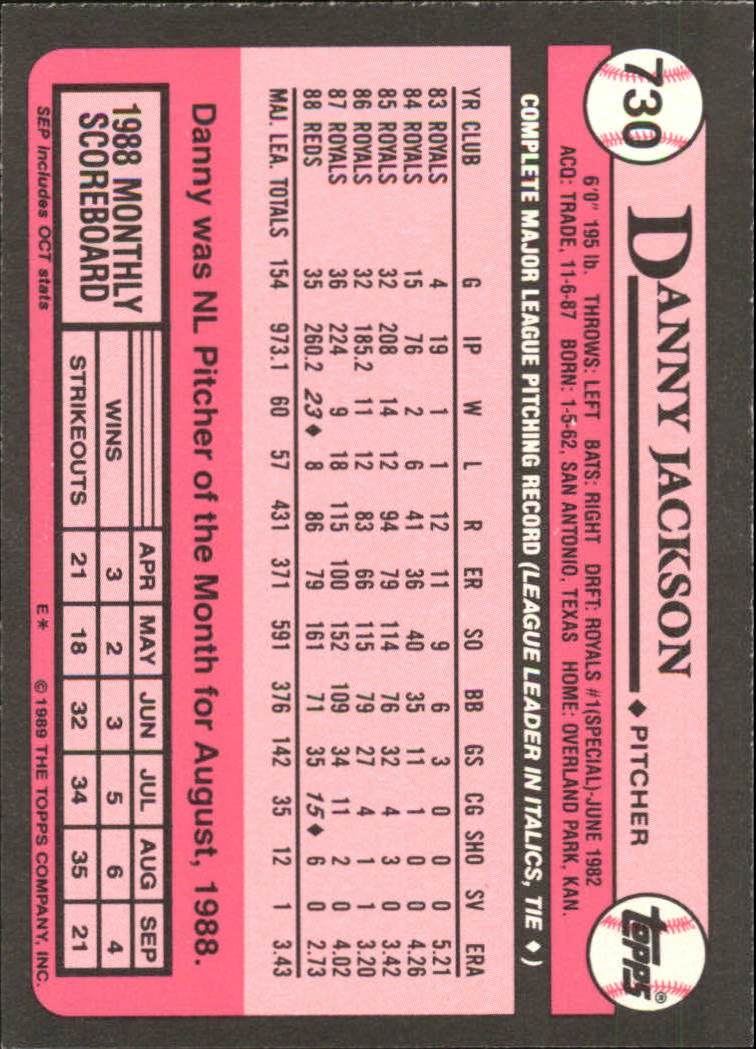 730
DANNY JACKSON ♦ PITCHER
topps®
6'0" 195 lb. THROWS: LEFT BATS: RIGHT DRFT: ROYALS #1(SPECIAL)-JUNE 1982
ACQ: TRADE, 11-6-87 BORN: 1-5-62, SAN ANTONIO, TEXAS HOME: OVERLAND PARK, KAN.
COMPLETE MAJOR LEAGUE PITCHING RECORD (LEAGUE LEADER IN ITALICS, TIE ♦)
YR CLUB G IP W L R ER SO BB GS CG SHO SV ERA
83 ROYALS 4 19 1 1 12 11 9 6 3 0 0 0 5.21
84 ROYALS 15 76 2 6 41 36 40 35 11 1 0 0 4.26
85 ROYALS 32 208 14 12 94 79 114 76 32 4 3 0 3.42
86 ROYALS 32 185.2 11 12 83 66 115 79 27 4 1 1 3.20
87 ROYALS 36 224 9 18 115 100 152 109 34 11 2 0 4.02
88 REDS 35 260.2 23♦ 8 86 79 161 71 35 15♦ 6 0 2.73
MAJ. LEA. TOTALS 154 973.1 60 57 431 371 591 376 142 35 12 1 3.43
Danny was NL Pitcher of the Month for August, 1988.
1988 MONTHLY
SCOREBOARD
APR MAY JUN JUL AUG SEP
WINS 3 2 3 5 6 4
STRIKEOUTS 21 18 32 34 35 21
SEP includes OCT stats E* © 1989 THE TOPPS COMPANY, INC.